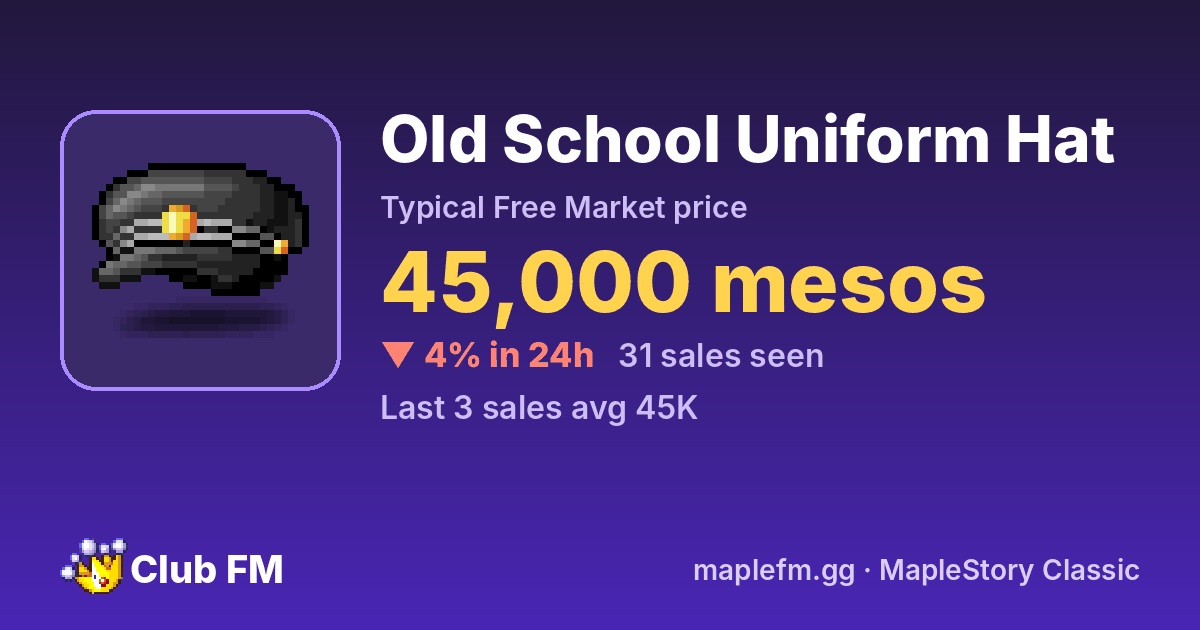 Old School Uniform Hat
Typical Free Market price
45,000 mesos
▼ 4% in 24h 31 sales seen
Last 3 sales avg 45K
Club FM
maplefm.gg · MapleStory Classic